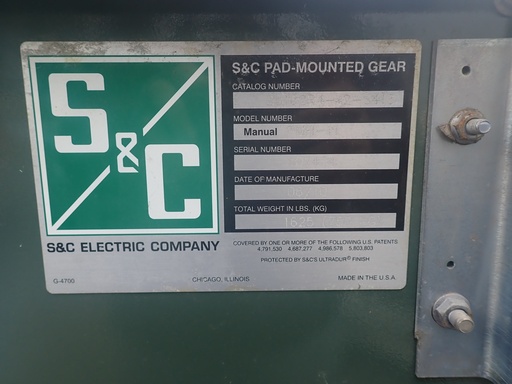 S&C
S&C ELECTRIC COMPANY
G-4700
S&C PAD-MOUNTED GEAR
CATALOG NUMBER
MODEL NUMBER
Manual
SERIAL NUMBER
DATE OF MANUFACTURE
TOTAL WEIGHT IN LBS. (KG)
COVERED BY ONE OR MORE OF THE FOLLOWING U.S. PATENTS
4,791,530 4,687,277 4,986,578 5,803,803
PROTECTED BY S&C'S ULTRADUR® FINISH
CHICAGO, ILLINOIS
MADE IN THE U.S.A.